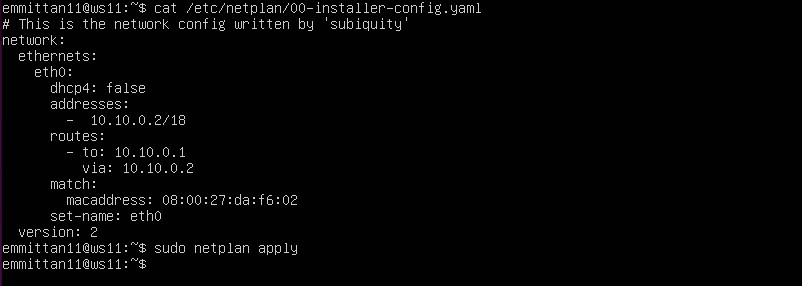 emmittan11@ws11:~$ cat /etc/netplan/00-installer-config.yaml
# This is the network config written by 'subiquity'
network:
  ethernets:
    eth0:
      dhcp4: false
      addresses:
        -  10.10.0.2/18
      routes:
        - to: 10.10.0.1
          via: 10.10.0.2
      match:
        macaddress: 08:00:27:da:f6:02
      set-name: eth0
  version: 2
emmittan11@ws11:~$ sudo netplan apply
emmittan11@ws11:~$